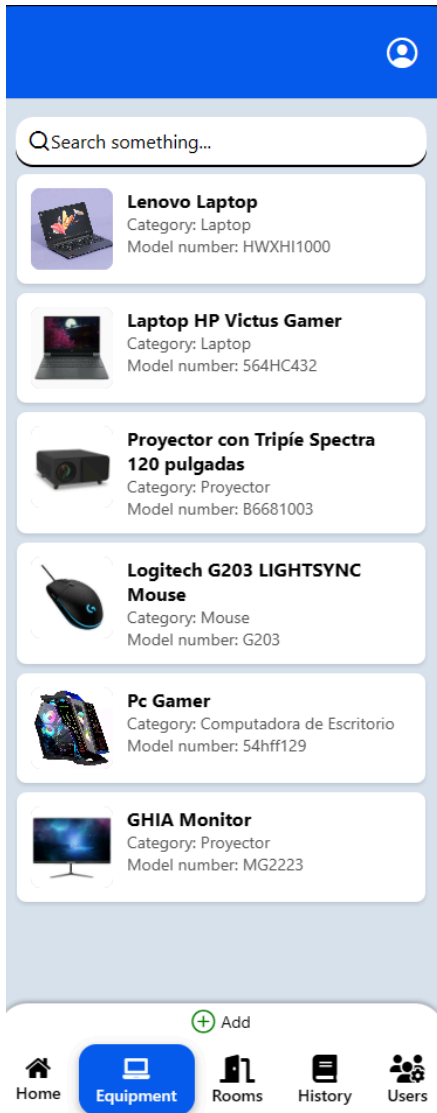 Search something...
Lenovo Laptop
Category: Laptop
Model number: HWXHI1000
Laptop HP Victus Gamer
Category: Laptop
Model number: 564HC432
Proyector con Tripíe Spectra
120 pulgadas
Category: Proyector
Model number: B6681003
Logitech G203 LIGHTSYNC
Mouse
Category: Mouse
Model number: G203
Pc Gamer
Category: Computadora de Escritorio
Model number: 54hff129
GHIA Monitor
Category: Proyector
Model number: MG2223
Add
Home Equipment Rooms History Users